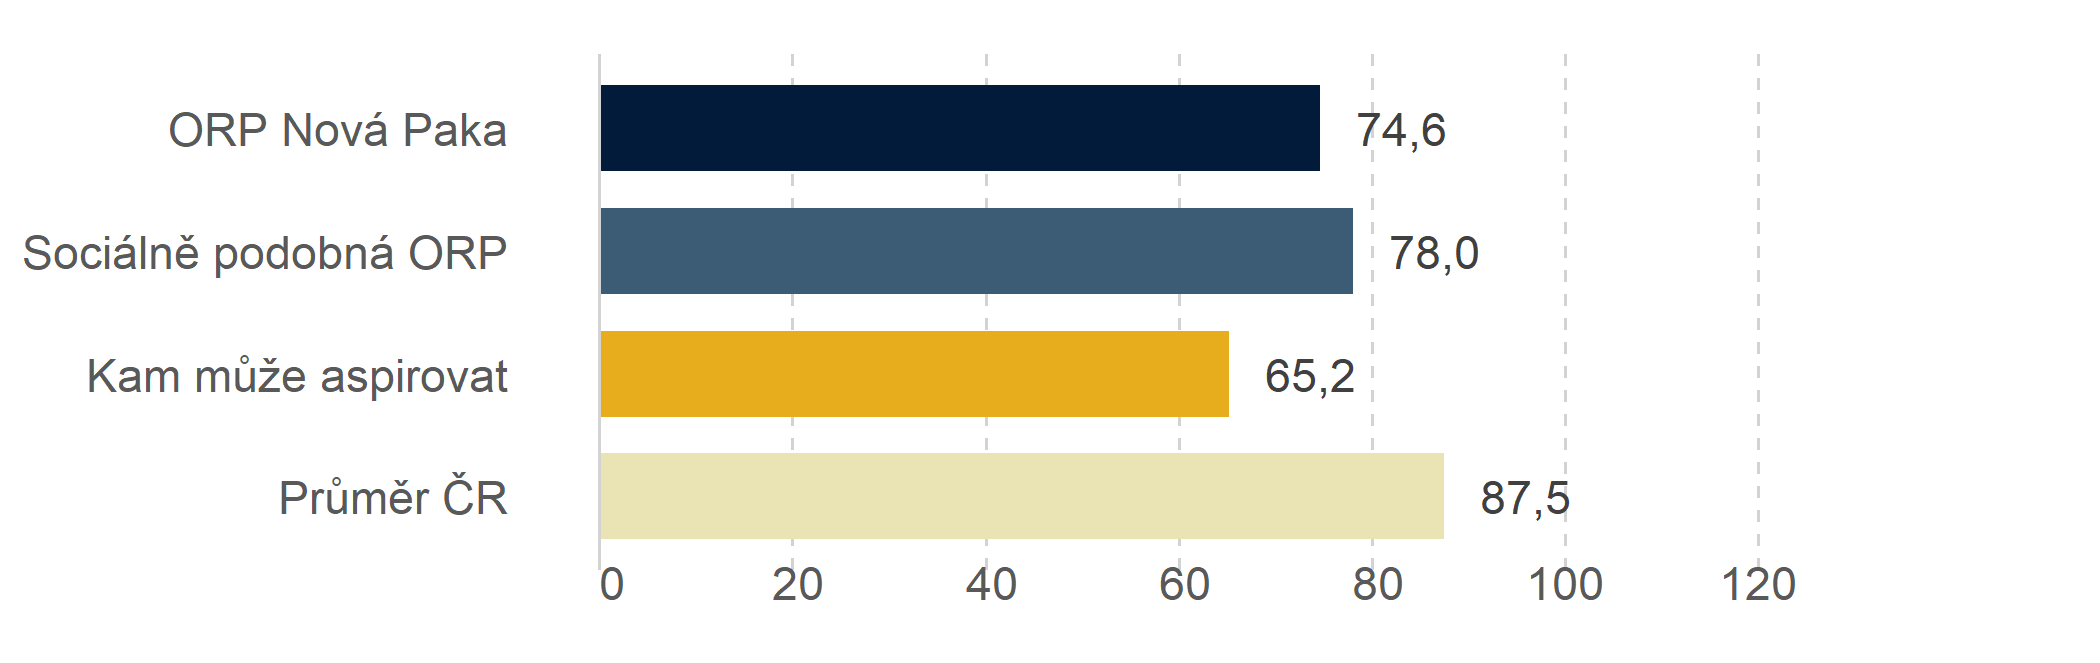 ORP Nová Paka
74,6
Sociálně podobná ORP
78,0
Kam může aspirovat
65,2
Průměr ČR
87,5
0 20 40 60 80 100 120